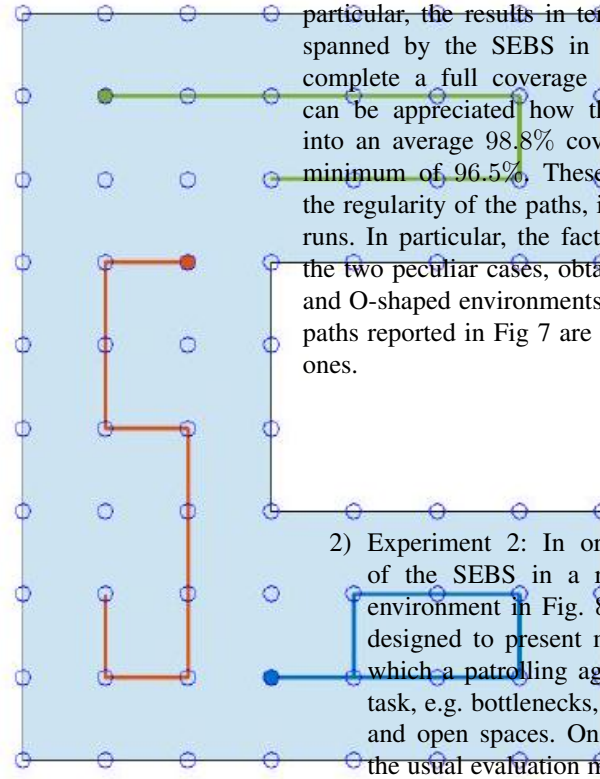 particular, the results in ter
spanned by the SEBS in
complete a full coverage
can be appreciated how th
into an average 98.8% cov
minimum of 96.5%. These
the regularity of the paths, i
runs. In particular, the fact
the two peculiar cases, obta
and O-shaped environments
paths reported in Fig 7 are
ones.
2) Experiment 2: In or
of the SEBS in a r
environment in Fig. 8
designed to present m
which a patrolling ag
task, e.g. bottlenecks,
and open spaces. On
the usual evaluation m